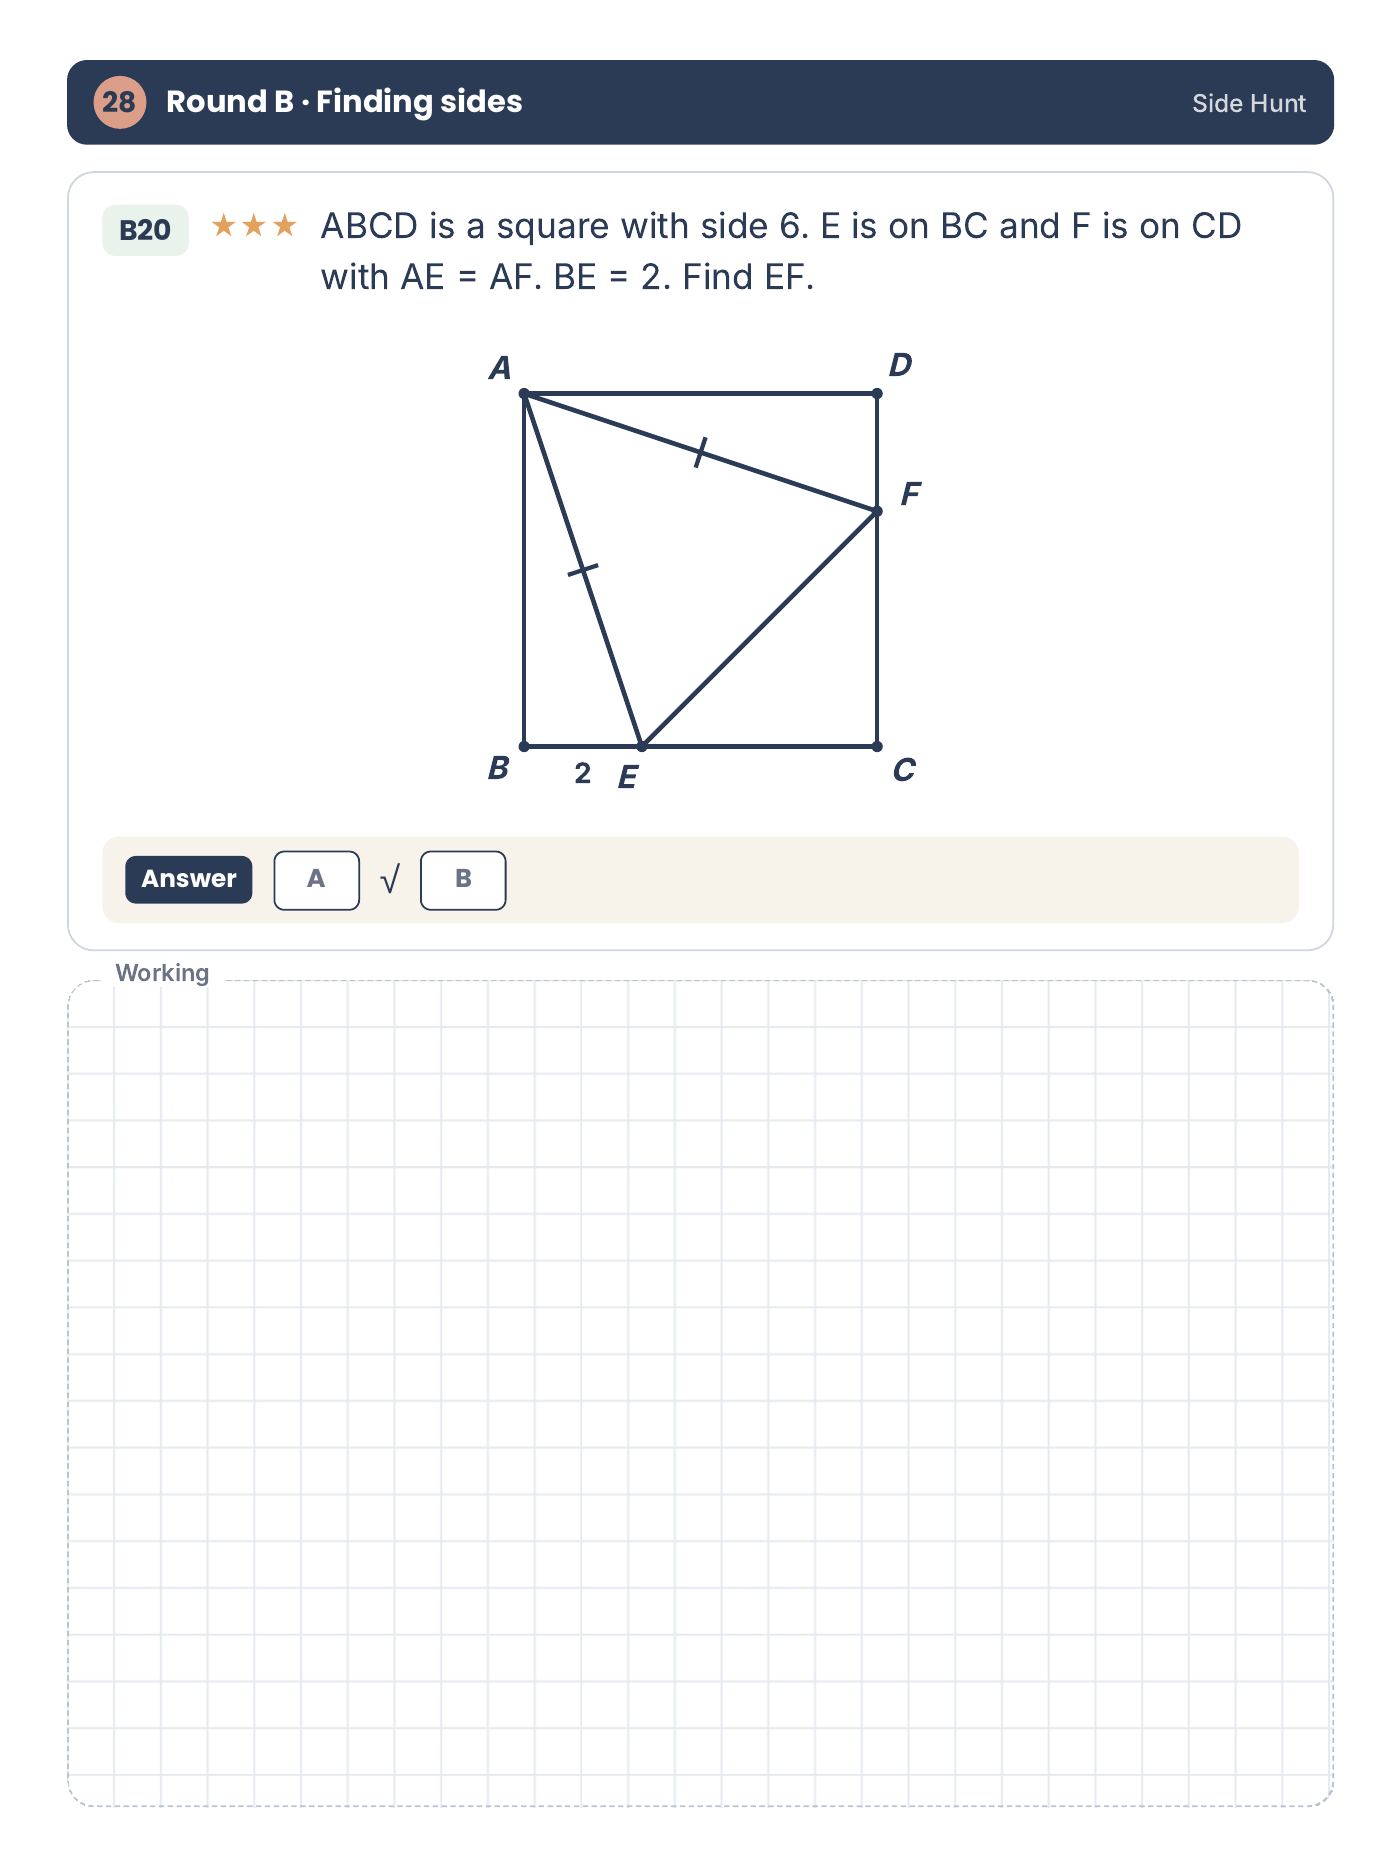 28 Round B · Finding sides Side Hunt
B20 ★★★ ABCD is a square with side 6. E is on BC and F is on CD
with AE = AF. BE = 2. Find EF.
A D
F
B 2 E C
Answer A √ B
Working